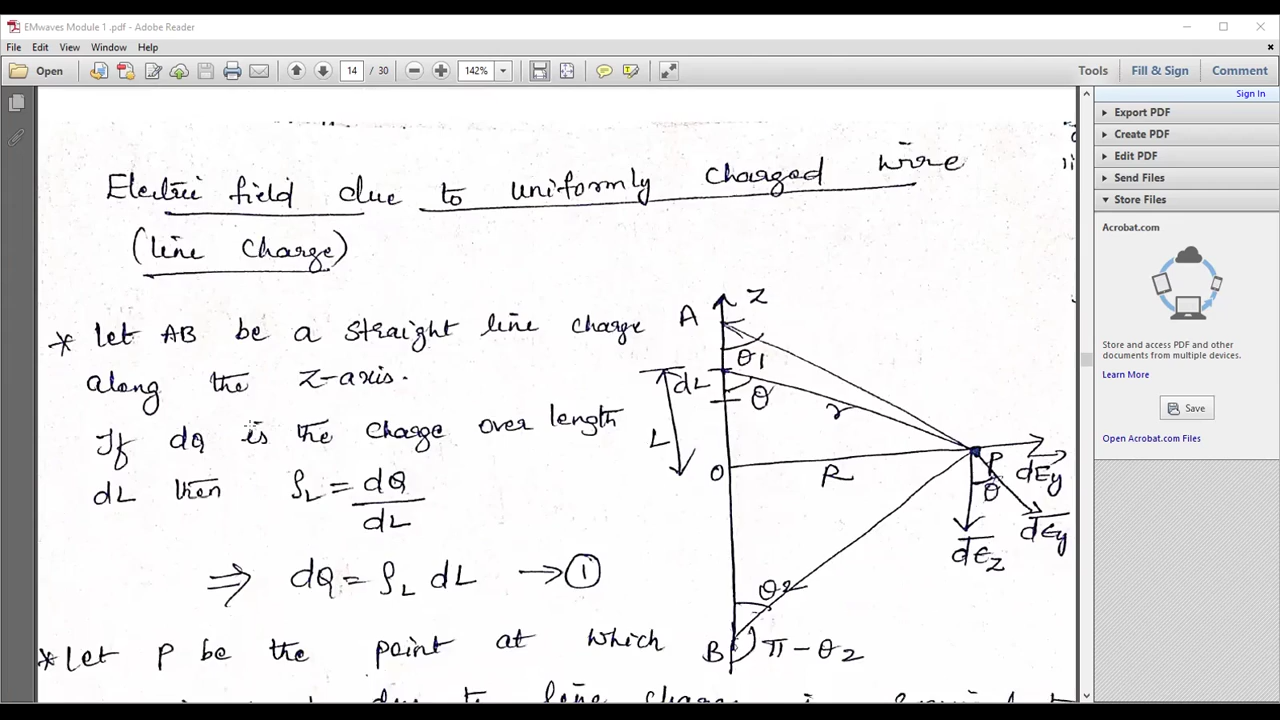 EMwaves Module 1 .pdf - Adobe Reader
File Edit View Window Help
Open 14 / 30 142% Tools Fill & Sign Comment
Sign In
Export PDF
Create PDF
Edit PDF
Send Files
Store Files
Acrobat.com
Store and access PDF and other
documents from multiple devices.
Learn More
Save
Open Acrobat.com Files
Electric field due to uniformly charged wire
(line charge)
* Let AB be a straight line charge
along the Z-axis.
If dQ is the charge over length
dL then ρL = dQ/dL
⇒ dQ = ρL dL → ①
* Let P be the point at which
due to line charge is
Z
A
θ1
dL
θ
r
L
O
R
P
dEy
θ
dEy
dEz
θ2
B
π - θ2